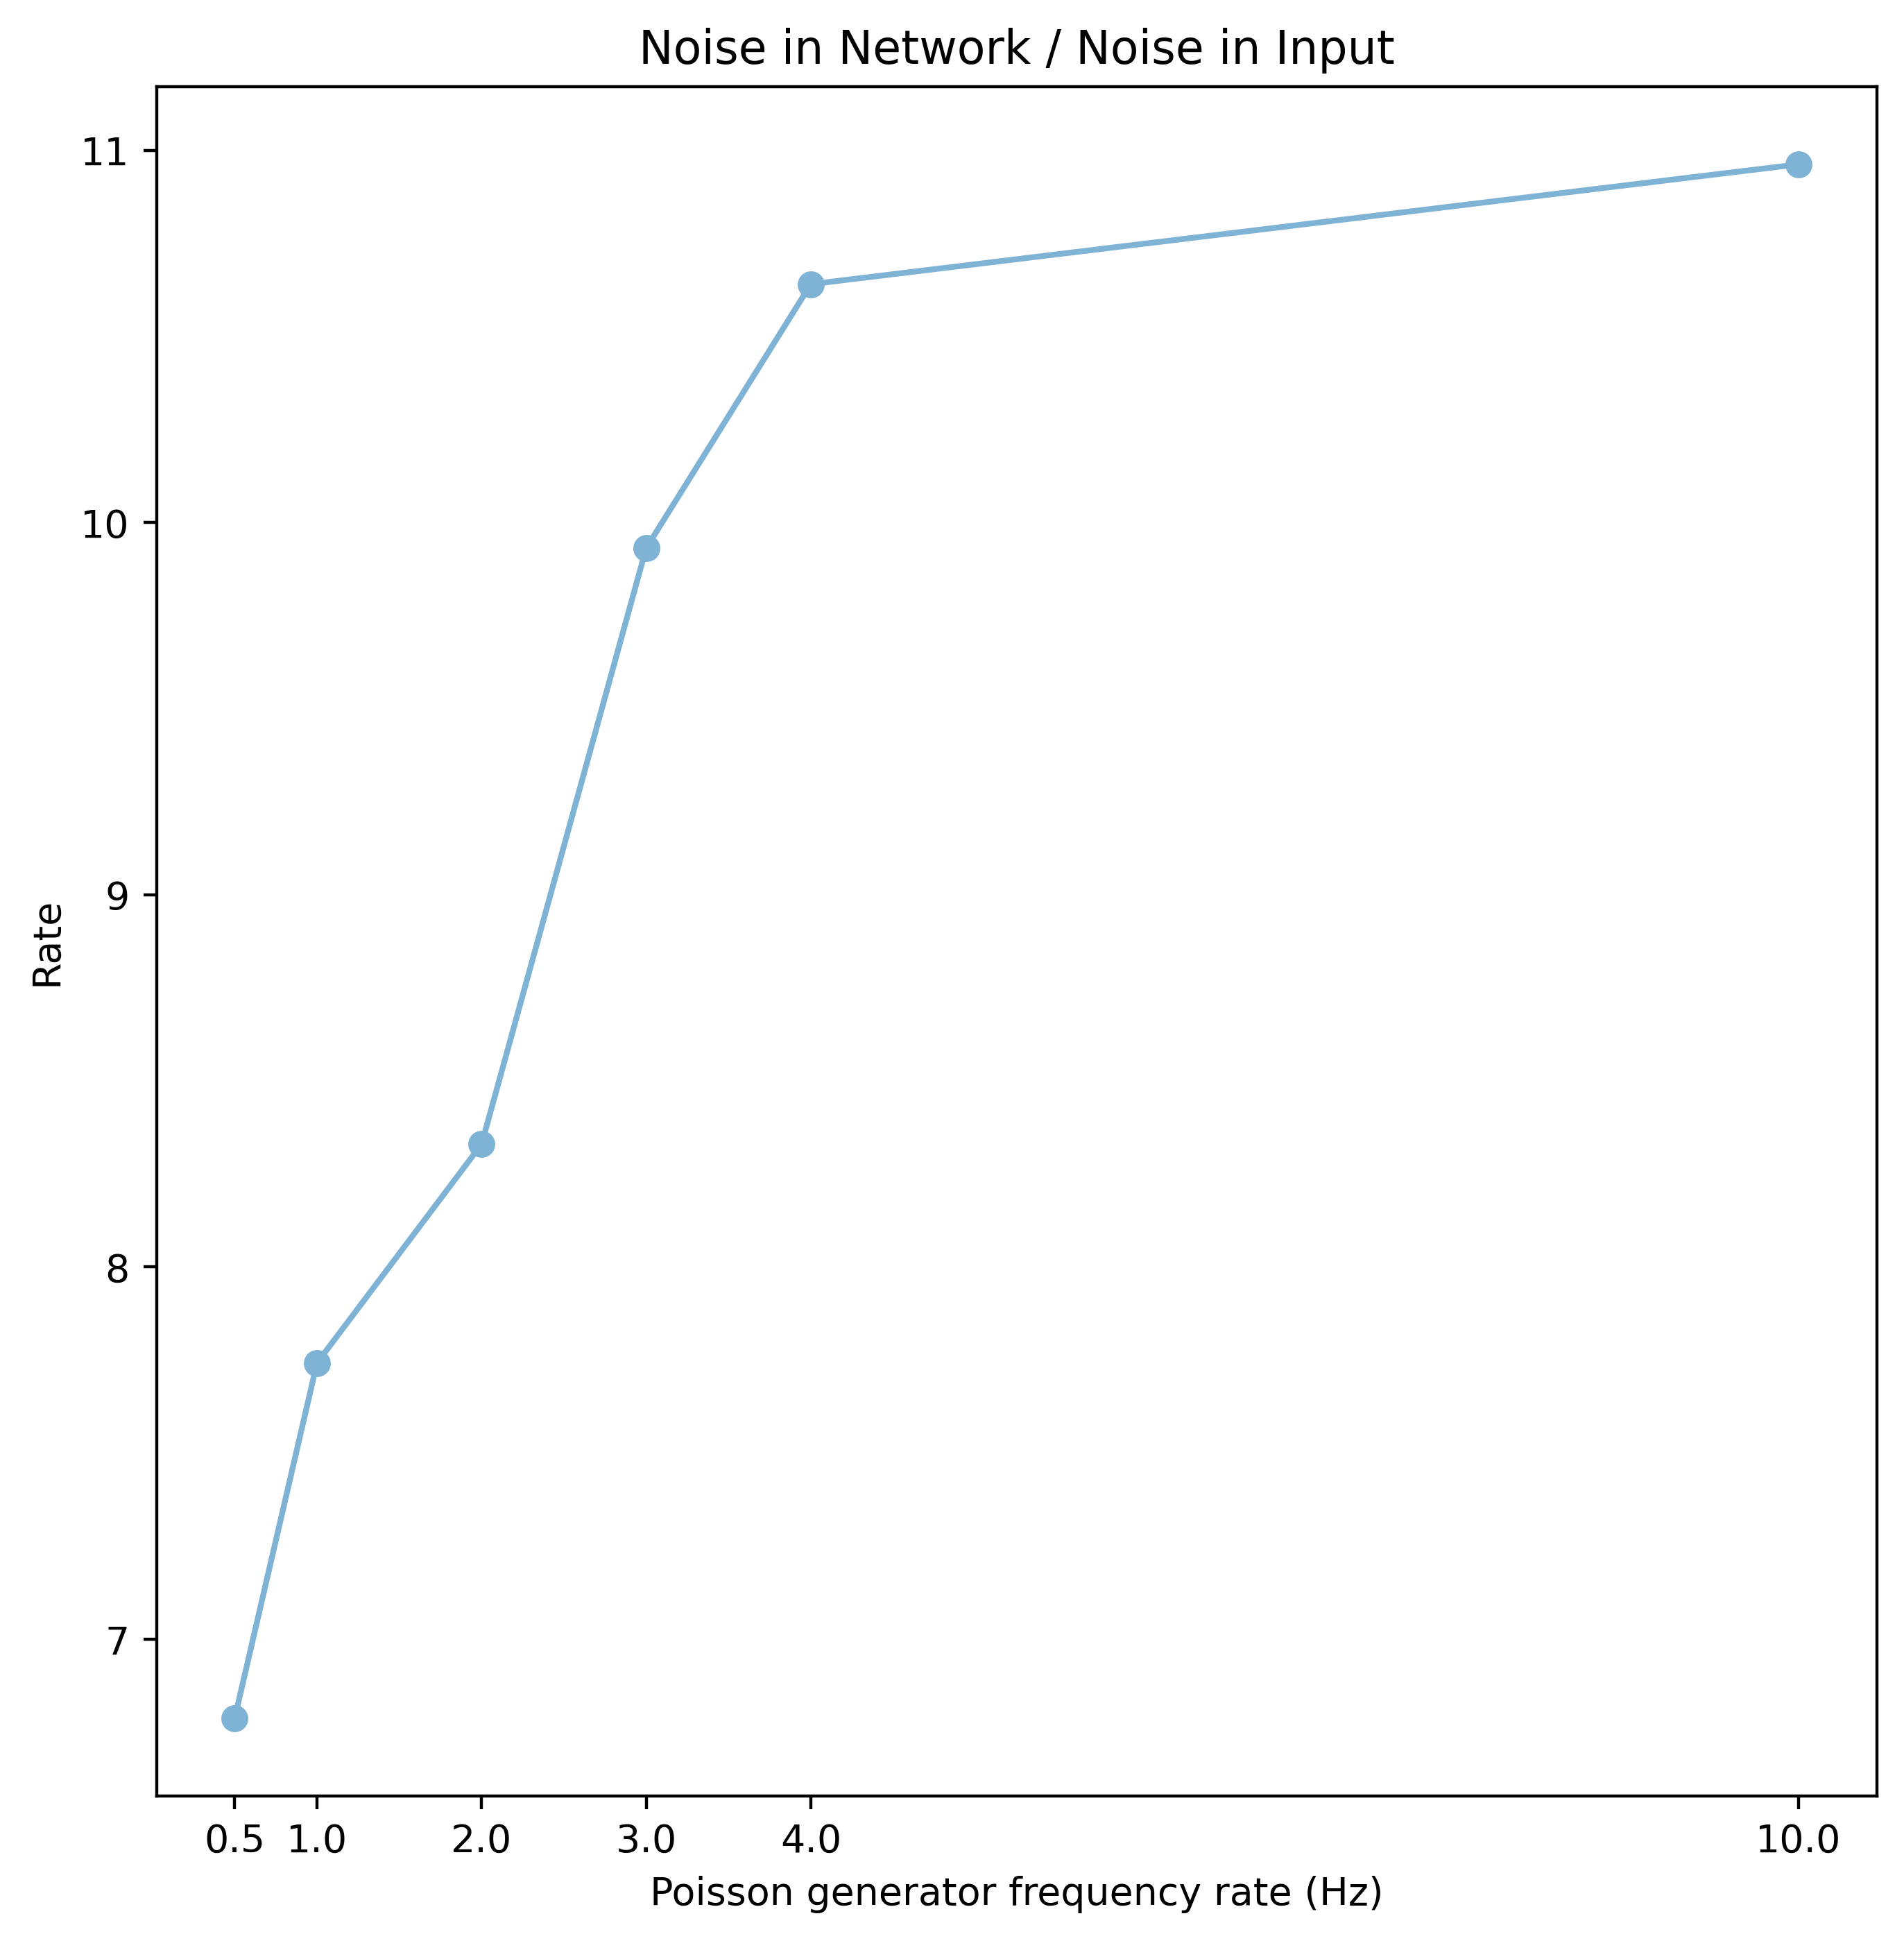 Noise in Network / Noise in Input
11
10
9
8
7
Rate
0.5 1.0 2.0 3.0 4.0 10.0
Poisson generator frequency rate (Hz)